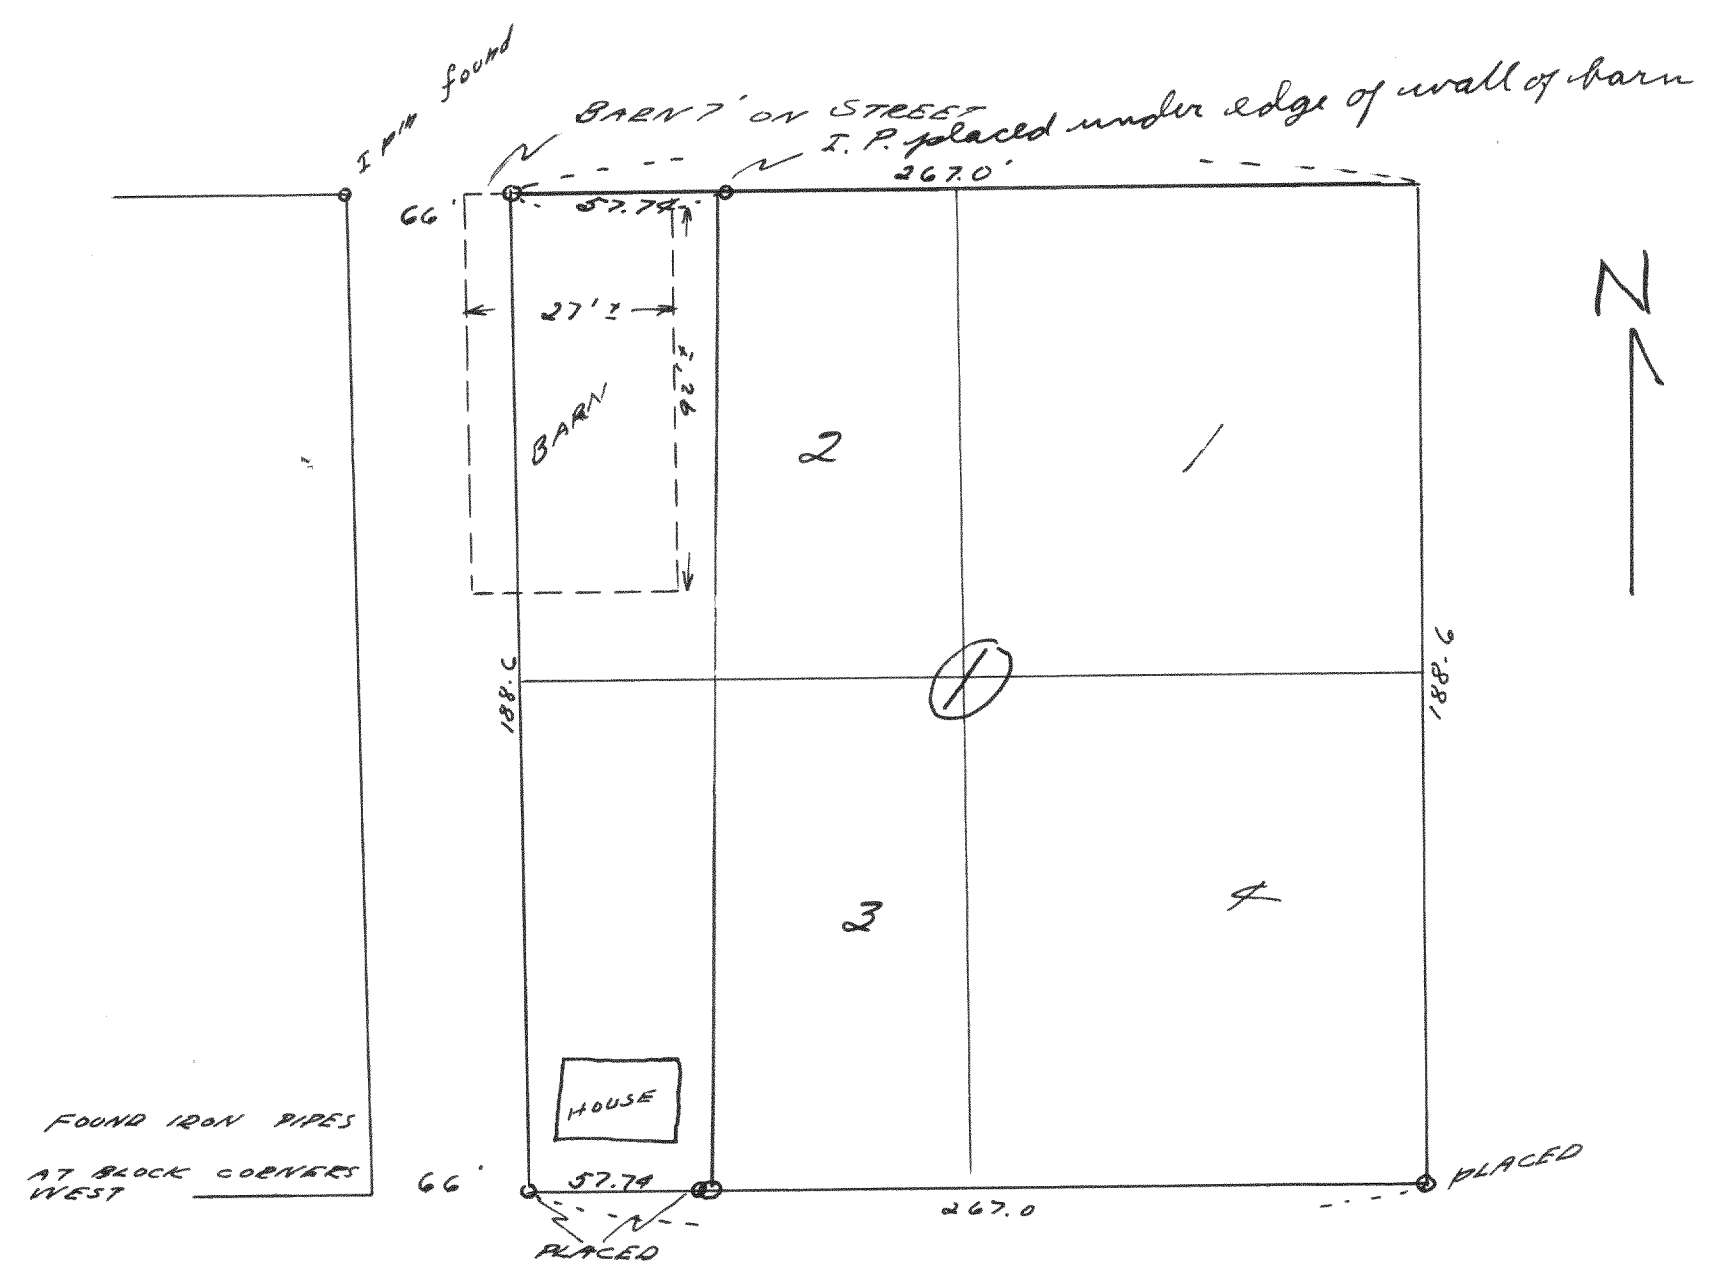 I pin found
BARN 7' ON STREET
I. P. placed under edge of wall of barn
267.0'
66'
57.74'
N
27' ±
92' ±
BARN
2
1
188.6
188.6
1
3
4
HOUSE
FOUND IRON PIPES
AT BLOCK CORNERS
WEST
66'
57.74
267.0
PLACED
PLACED